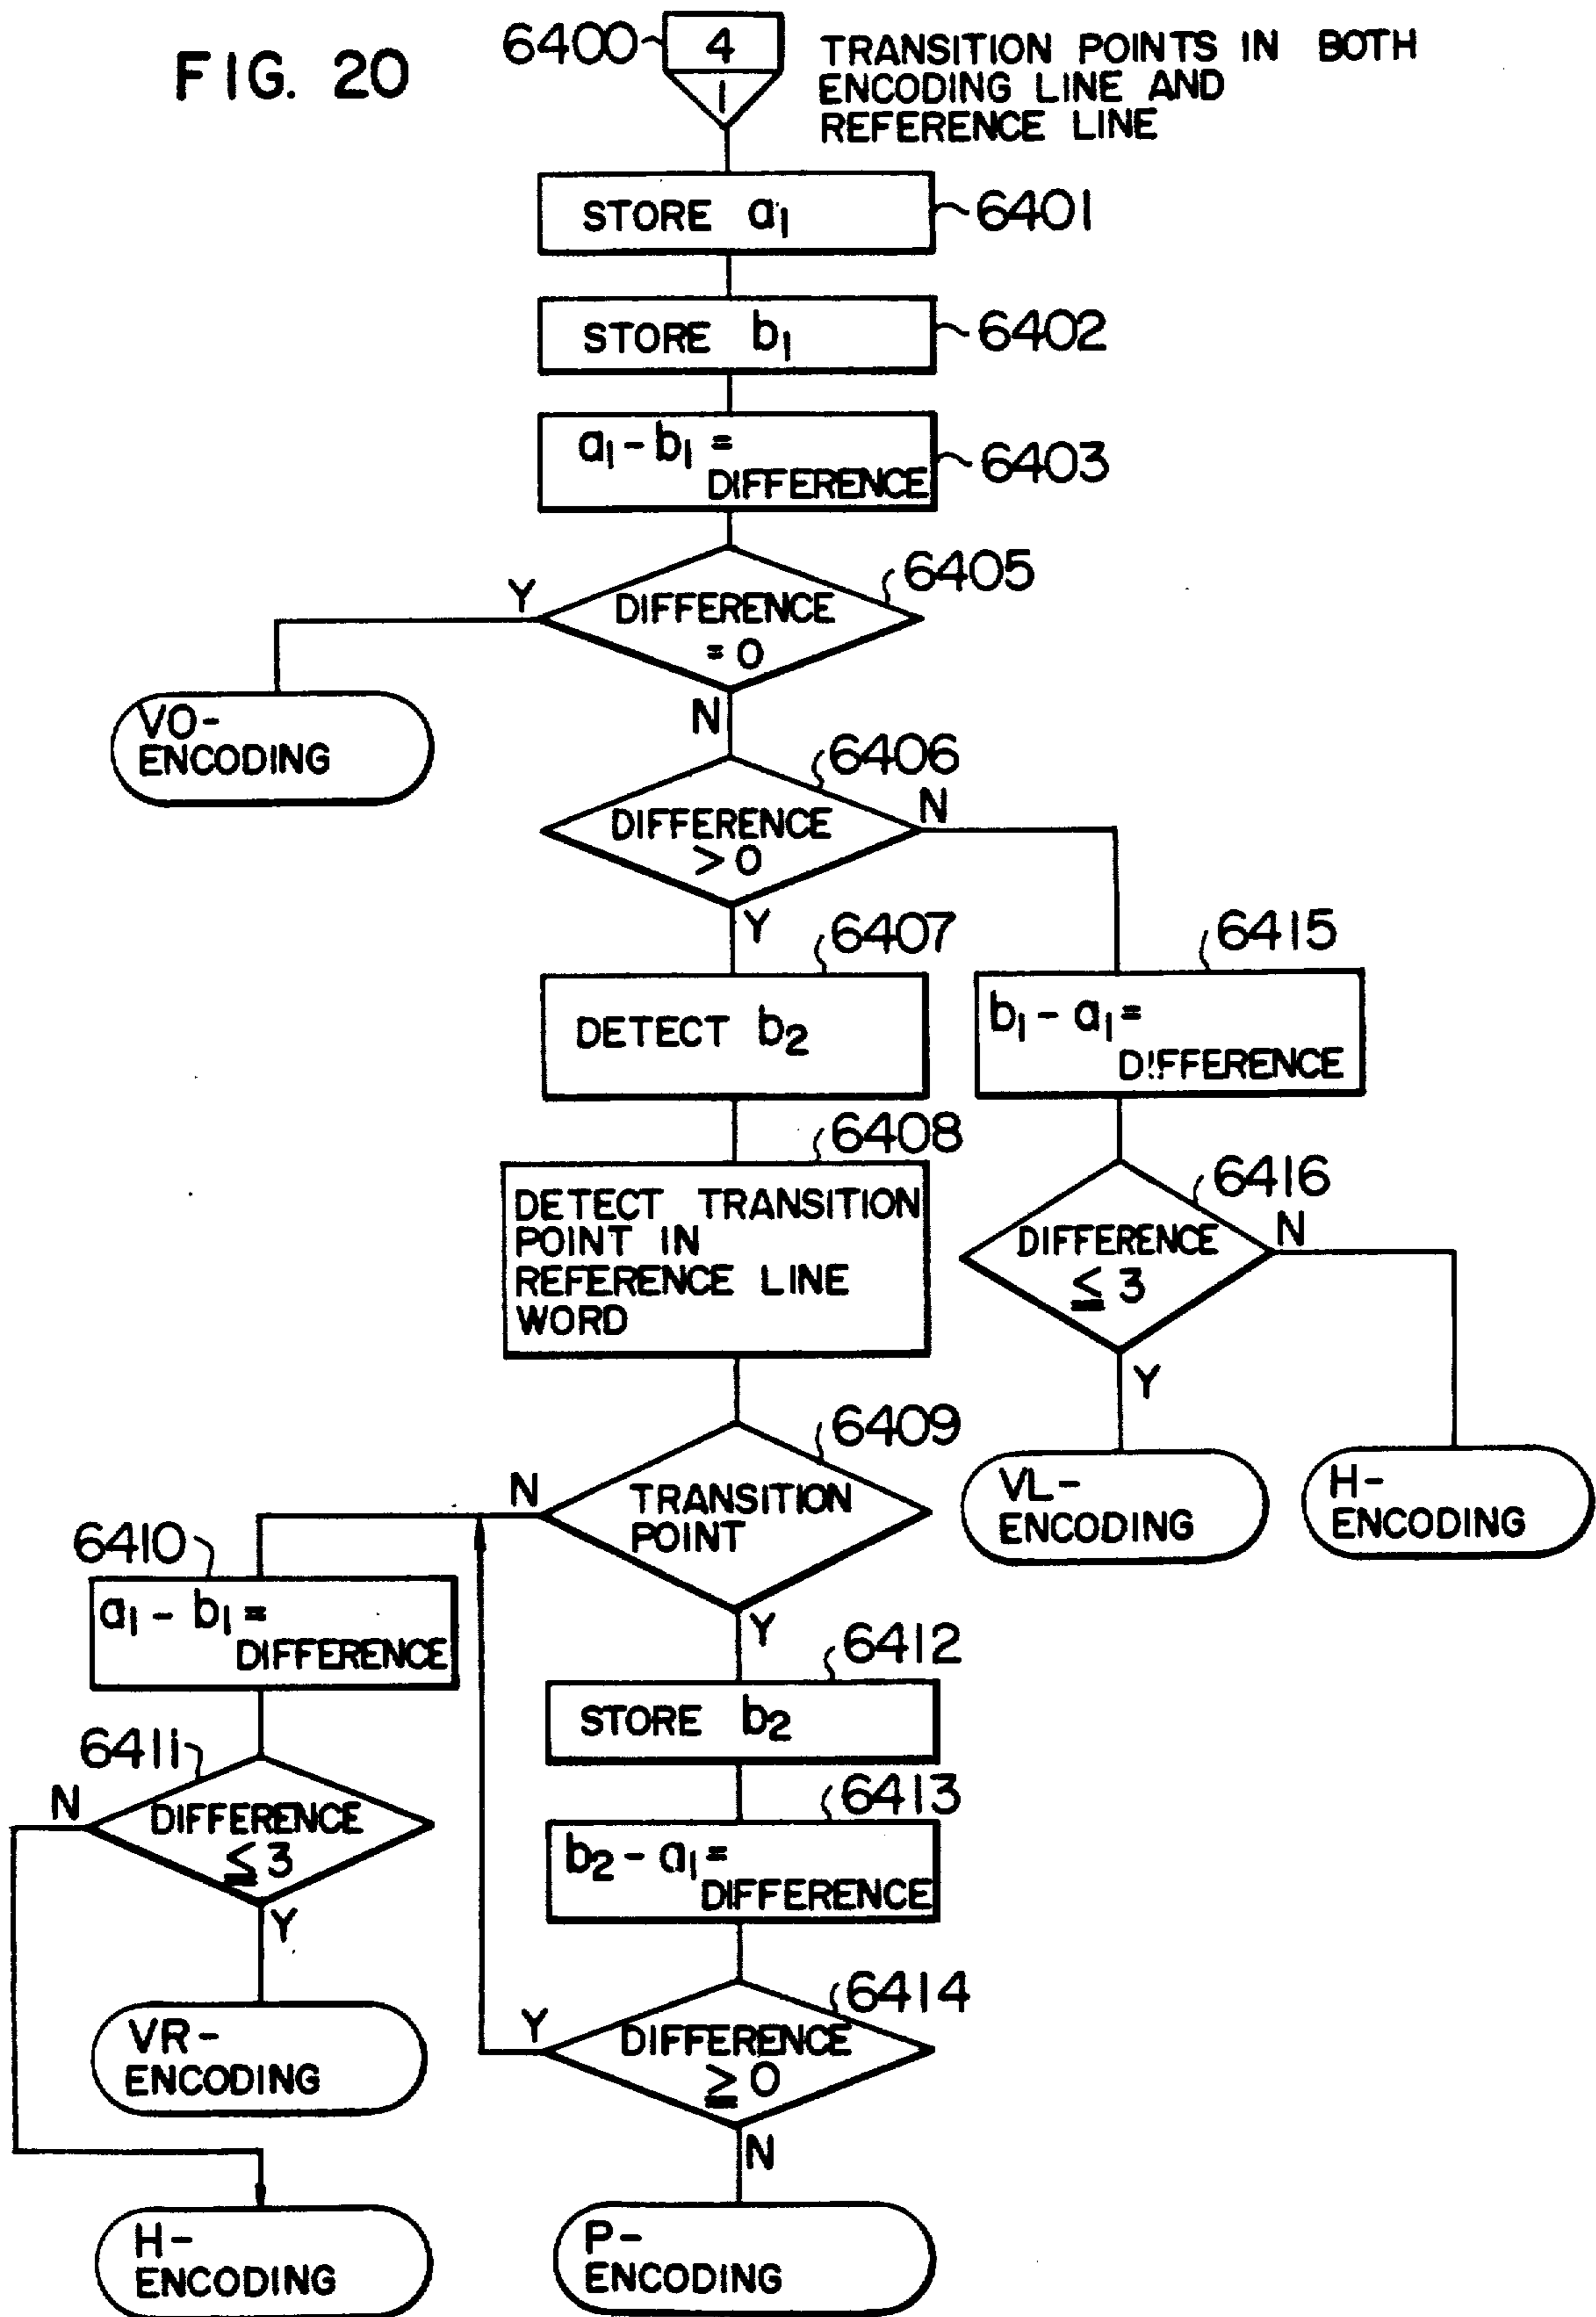 FIG. 20
6400
4
1
TRANSITION POINTS IN BOTH
ENCODING LINE AND
REFERENCE LINE
STORE a1
6401
STORE b1
6402
a1 - b1 =
DIFFERENCE
6403
6405
Y
DIFFERENCE
= 0
N
VO-
ENCODING
6406
N
DIFFERENCE
> 0
Y
6407
DETECT b2
6415
b1 - a1 =
DIFFERENCE
6408
DETECT TRANSITION
POINT IN
REFERENCE LINE
WORD
6416
N
DIFFERENCE
≤ 3
Y
6409
N
TRANSITION
POINT
Y
VL-
ENCODING
H-
ENCODING
6410
a1 - b1 =
DIFFERENCE
6412
STORE b2
6411
N
DIFFERENCE
≤ 3
Y
6413
b2 - a1 =
DIFFERENCE
6414
Y
DIFFERENCE
≥ 0
N
VR-
ENCODING
H-
ENCODING
P-
ENCODING